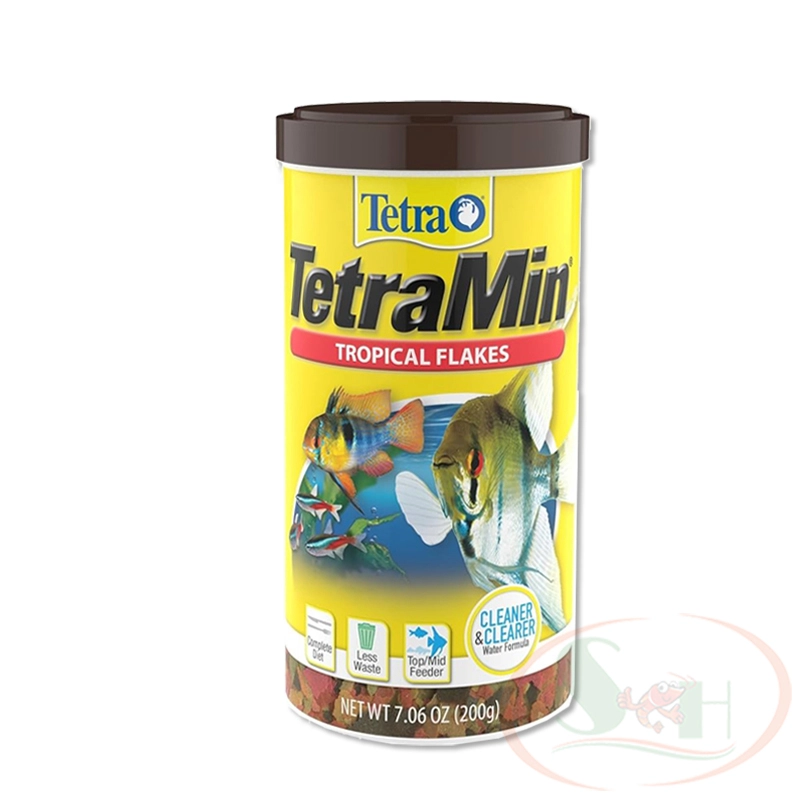 Tetra
TetraMin®
TROPICAL FLAKES
Complete
Diet
Less
Waste
Top/Mid
Feeder
CLEANER
& CLEARER
Water Formula
NET WT 7.06 OZ (200g)
SH